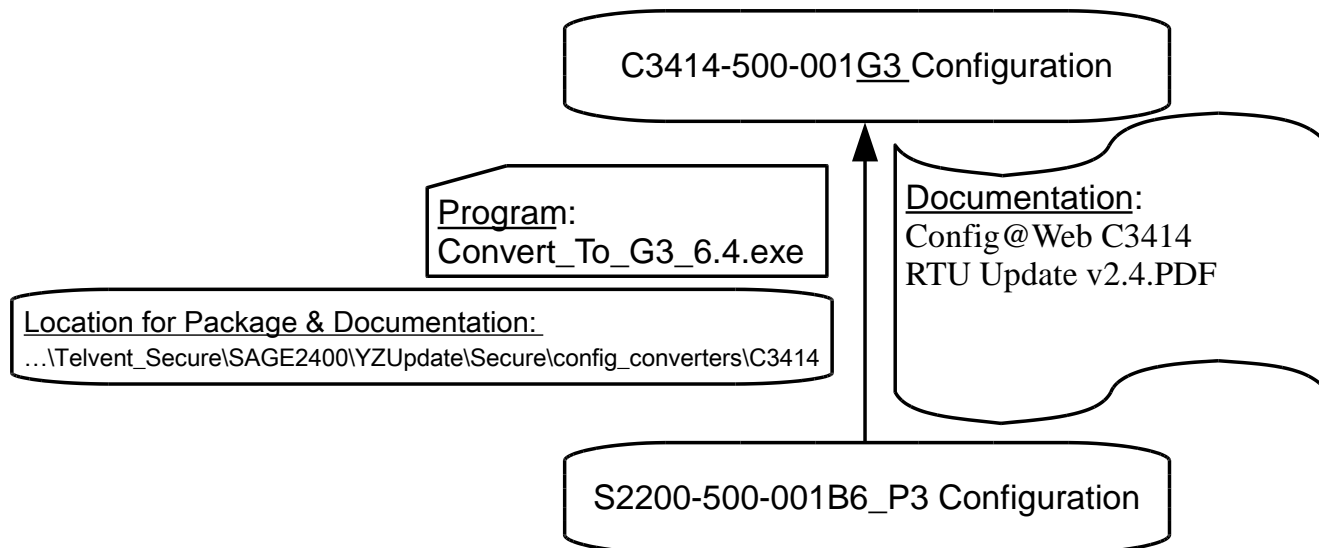 C3414-500-001G3 Configuration
Program:
Convert_To_G3_6.4.exe
Documentation:
Config@Web C3414
RTU Update v2.4.PDF
Location for Package & Documentation:
…\Telvent_Secure\SAGE2400\YZUpdate\Secure\config_converters\C3414
S2200-500-001B6_P3 Configuration